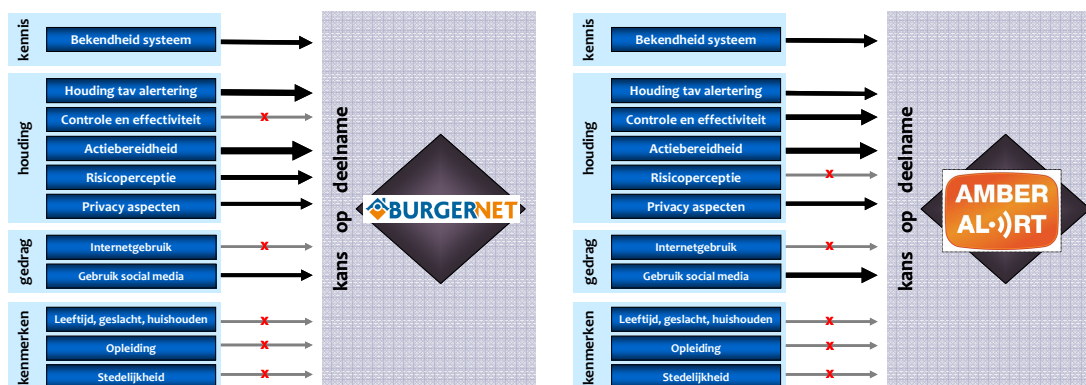 kennis
Bekendheid systeem
houding
Houding tav alertering
Controle en effectiviteit
x
Actiebereidheid
Risicoperceptie
Privacy aspecten
gedrag
Internetgebruik
x
Gebruik social media
kenmerken
Leeftijd, geslacht, huishouden
x
Opleiding
x
Stedelijkheid
x
kans op deelname
BURGERNET
kennis
Bekendheid systeem
houding
Houding tav alertering
Controle en effectiviteit
Actiebereidheid
Risicoperceptie
x
Privacy aspecten
gedrag
Internetgebruik
x
Gebruik social media
kenmerken
Leeftijd, geslacht, huishouden
x
Opleiding
x
Stedelijkheid
x
kans op deelname
AMBER
ALERT